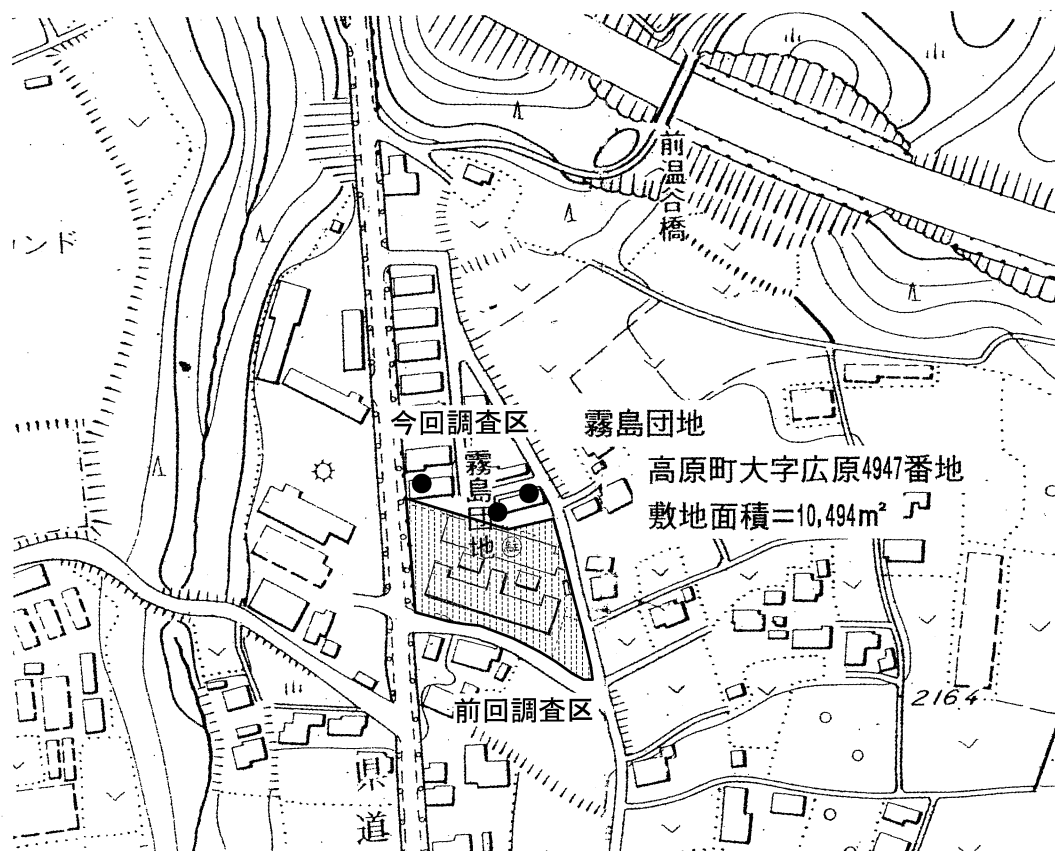 前温谷橋
ンド
今回調査区
霧島団地
霧島団地
高原町大字広原4947番地
敷地面積=10,494m²
前回調査区
2164
県道